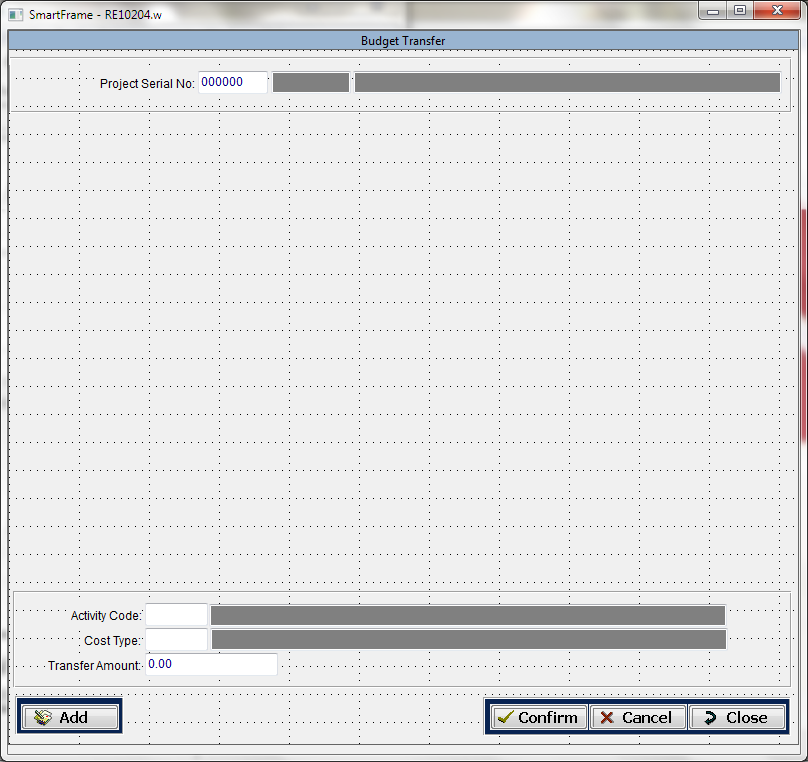 SmartFrame - RE10204.w
Budget Transfer
Project Serial No: 000000
Activity Code:
Cost Type:
Transfer Amount: 0.00
Add Confirm Cancel Close